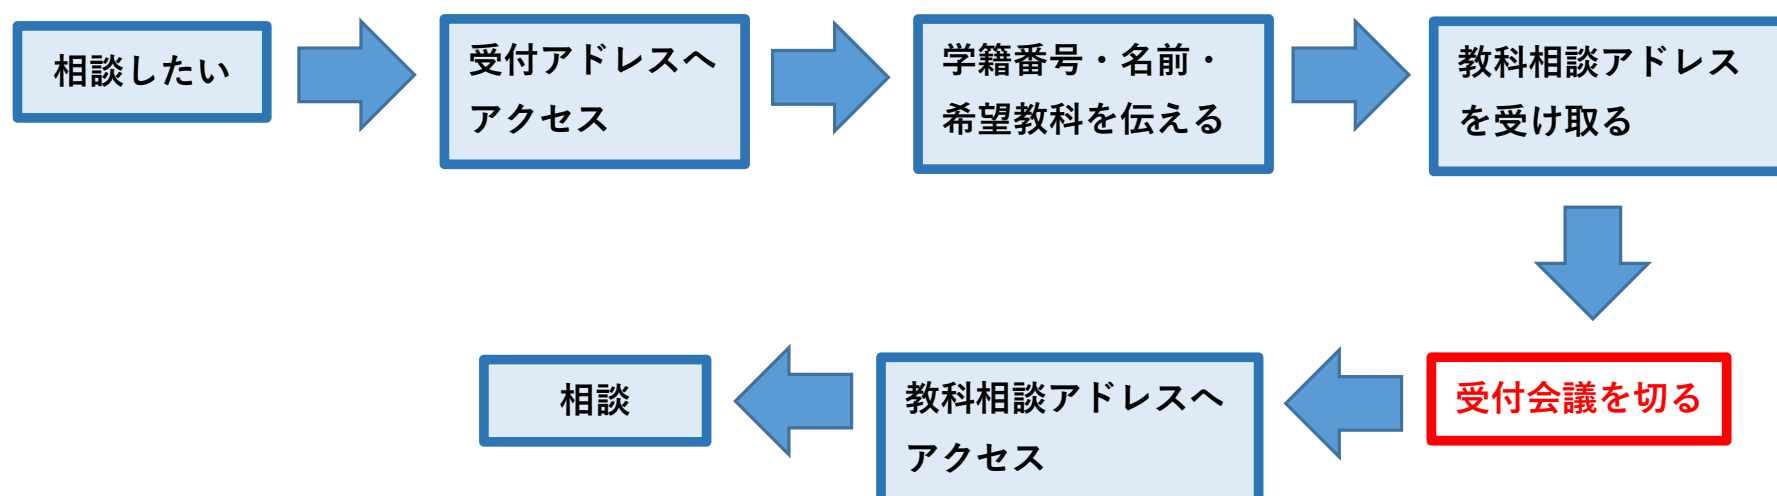 相談したい
受付アドレスへ
アクセス
学籍番号・名前・
希望教科を伝える
教科相談アドレス
を受け取る
受付会議を切る
教科相談アドレスへ
アクセス
相談